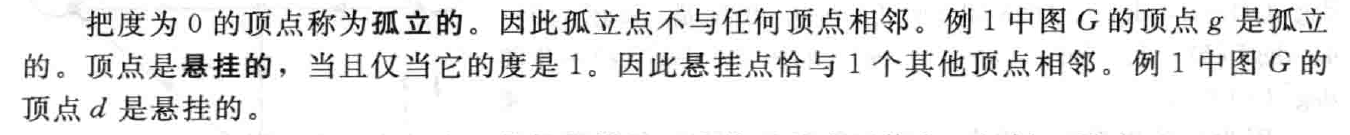 把度为 0 的顶点称为孤立的。因此孤立点不与任何顶点相邻。例 1 中图 G 的顶点 g 是孤立
的。顶点是悬挂的，当且仅当它的度是 1。因此悬挂点恰与 1 个其他顶点相邻。例 1 中图 G 的
顶点 d 是悬挂的。